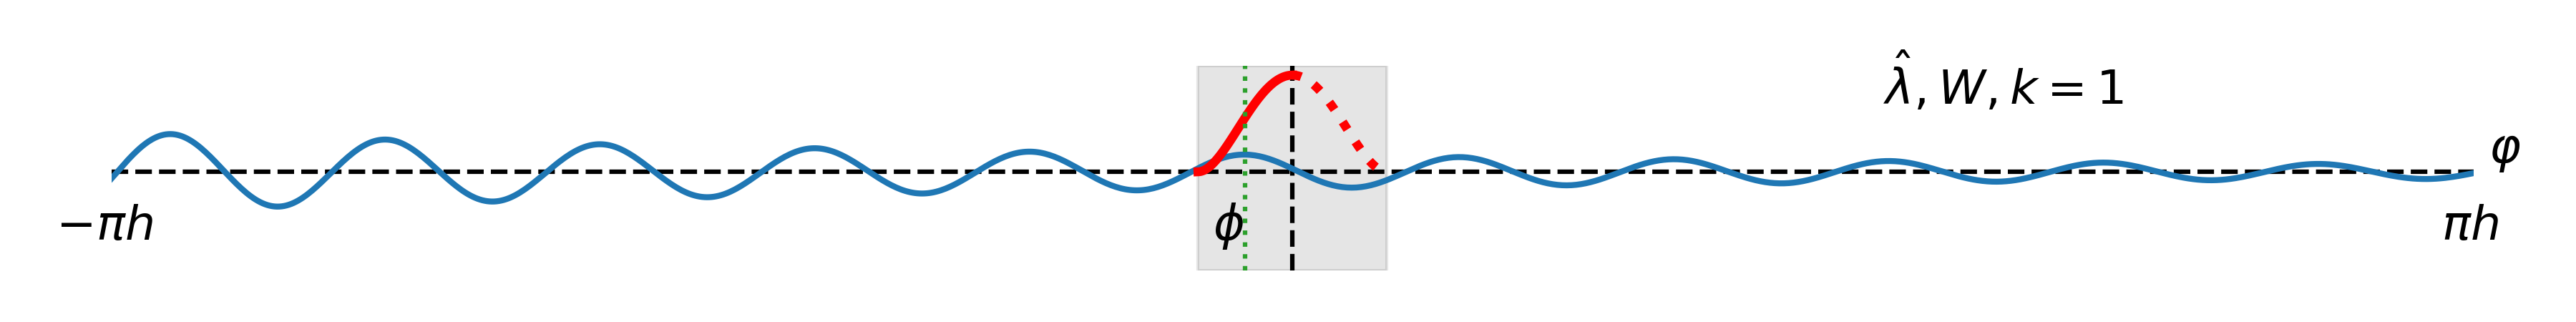 λ̂, W, k = 1
φ
ϕ
−πh
πh